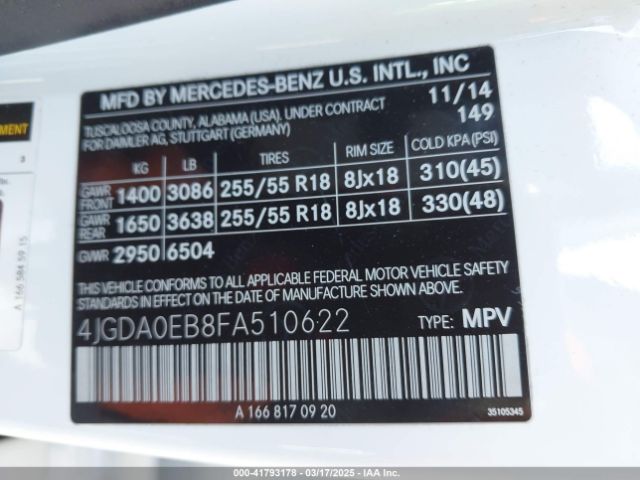 MFD BY MERCEDES-BENZ U.S. INTL., INC
TUSCALOOSA COUNTY, ALABAMA (USA). UNDER CONTRACT 11/14
FOR DAIMLER AG, STUTTGART (GERMANY) 149
KG LB TIRES RIM SIZE COLD KPA(PSI)
GAWR FRONT 1400 3086 255/55 R18 8Jx18 310(45)
GAWR REAR 1650 3638 255/55 R18 8Jx18 330(48)
GVWR 2950 6504
THIS VEHICLE CONFORMS TO ALL APPLICABLE FEDERAL MOTOR VEHICLE SAFETY
STANDARDS IN EFFECT ON THE DATE OF MANUFACTURE SHOWN ABOVE.
4JGDA0EB8FA510622 TYPE: MPV
A 166 817 09 20
35105345
A 166 584 59 15
000-41793178 - 03/17/2025 - IAA Inc.